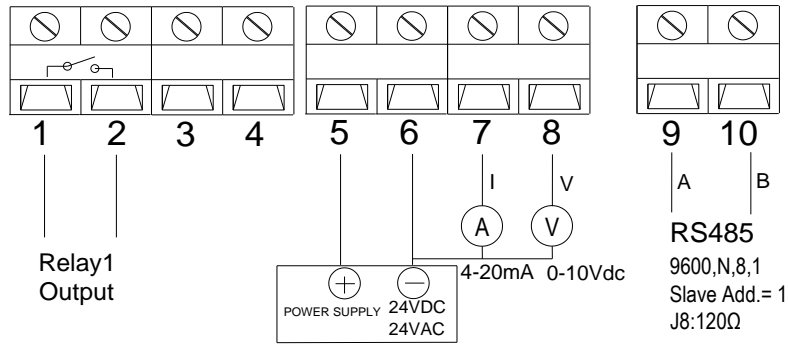 1 2 3 4 5 6 7 8 9 10
I V A B
A V
Relay1
Output
4-20mA 0-10Vdc
POWER SUPPLY
24VDC
24VAC
RS485
9600,N,8,1
Slave Add.= 1
J8:120Ω